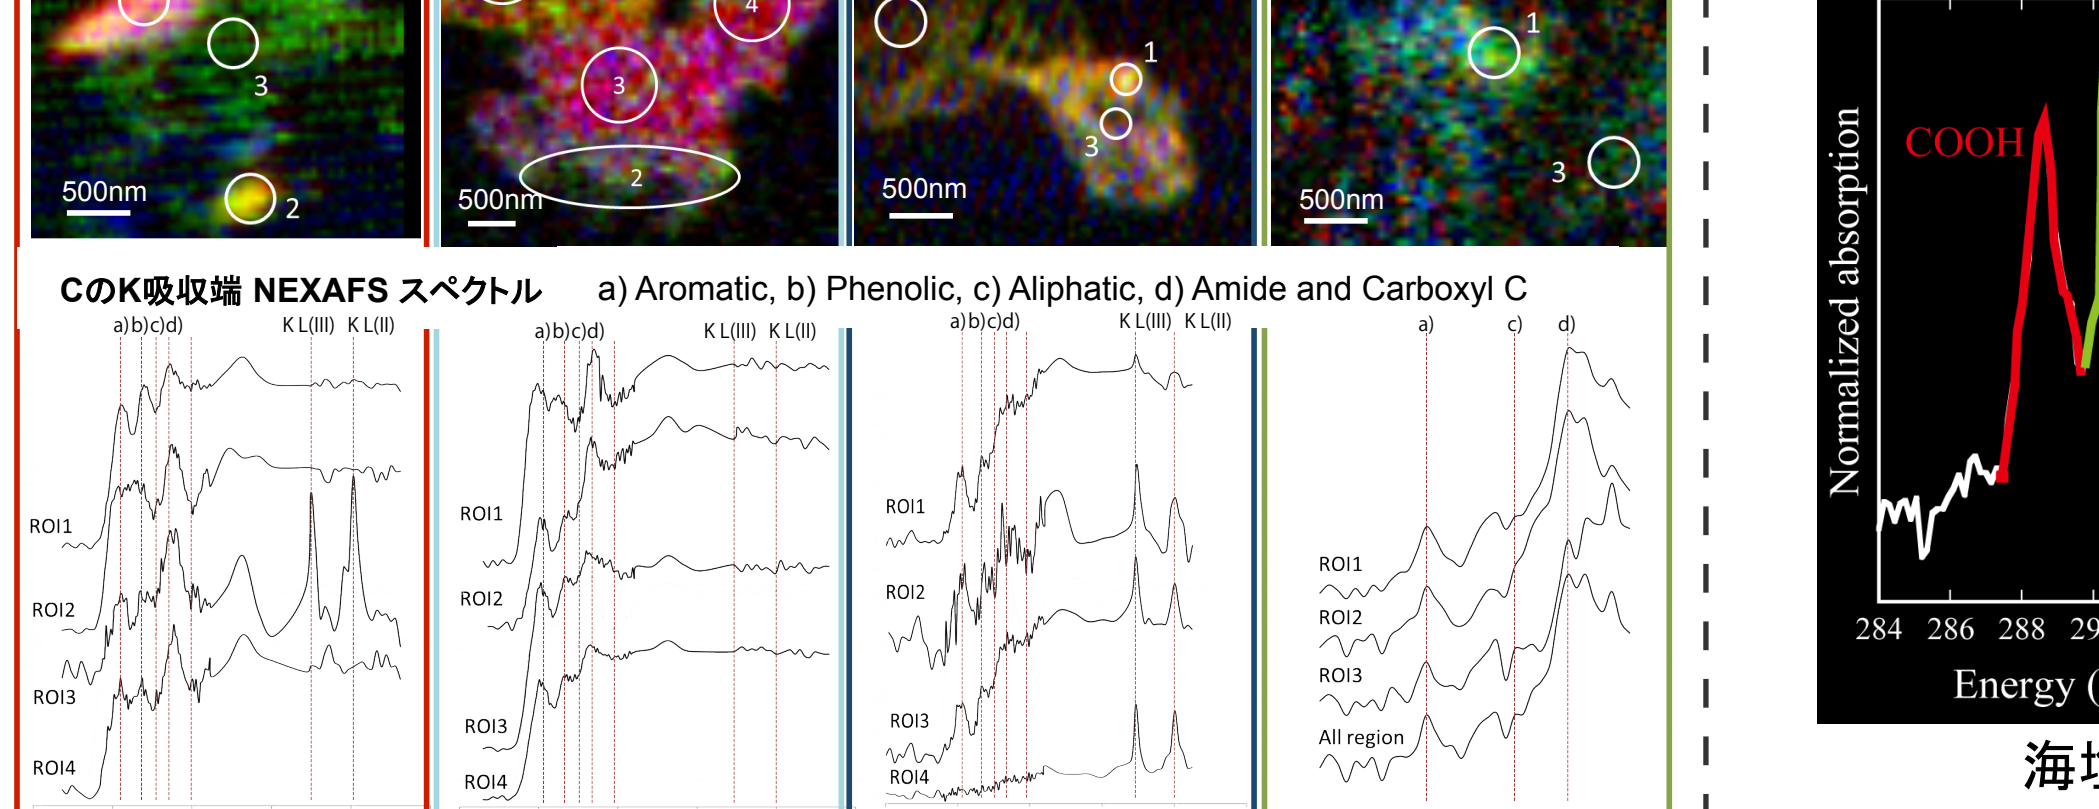 3
500nm
2
4
3
2
500nm
1
3
500nm
1
3
500nm
CのK吸収端 NEXAFS スペクトル
a) Aromatic, b) Phenolic, c) Aliphatic, d) Amide and Carboxyl C
a) b) c) d) K L(III) K L(II)
ROI1
ROI2
ROI3
ROI4
a) b) c) d) K L(III) K L(II)
ROI1
ROI2
ROI3
ROI4
a) b) c) d) K L(III) K L(II)
ROI1
ROI2
ROI3
ROI4
a) c) d)
ROI1
ROI2
ROI3
All region
Normalized absorption
COOH
284 286 288 29
Energy (
海